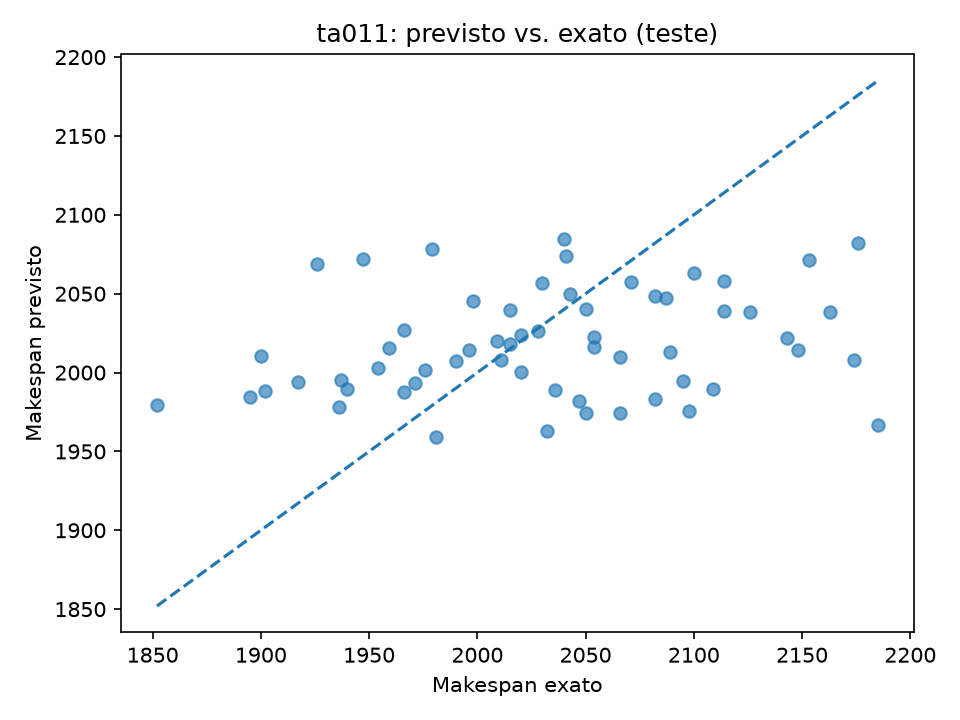 ta011: previsto vs. exato (teste)
Makespan previsto
2200
2150
2100
2050
2000
1950
1900
1850
1850 1900 1950 2000 2050 2100 2150 2200
Makespan exato